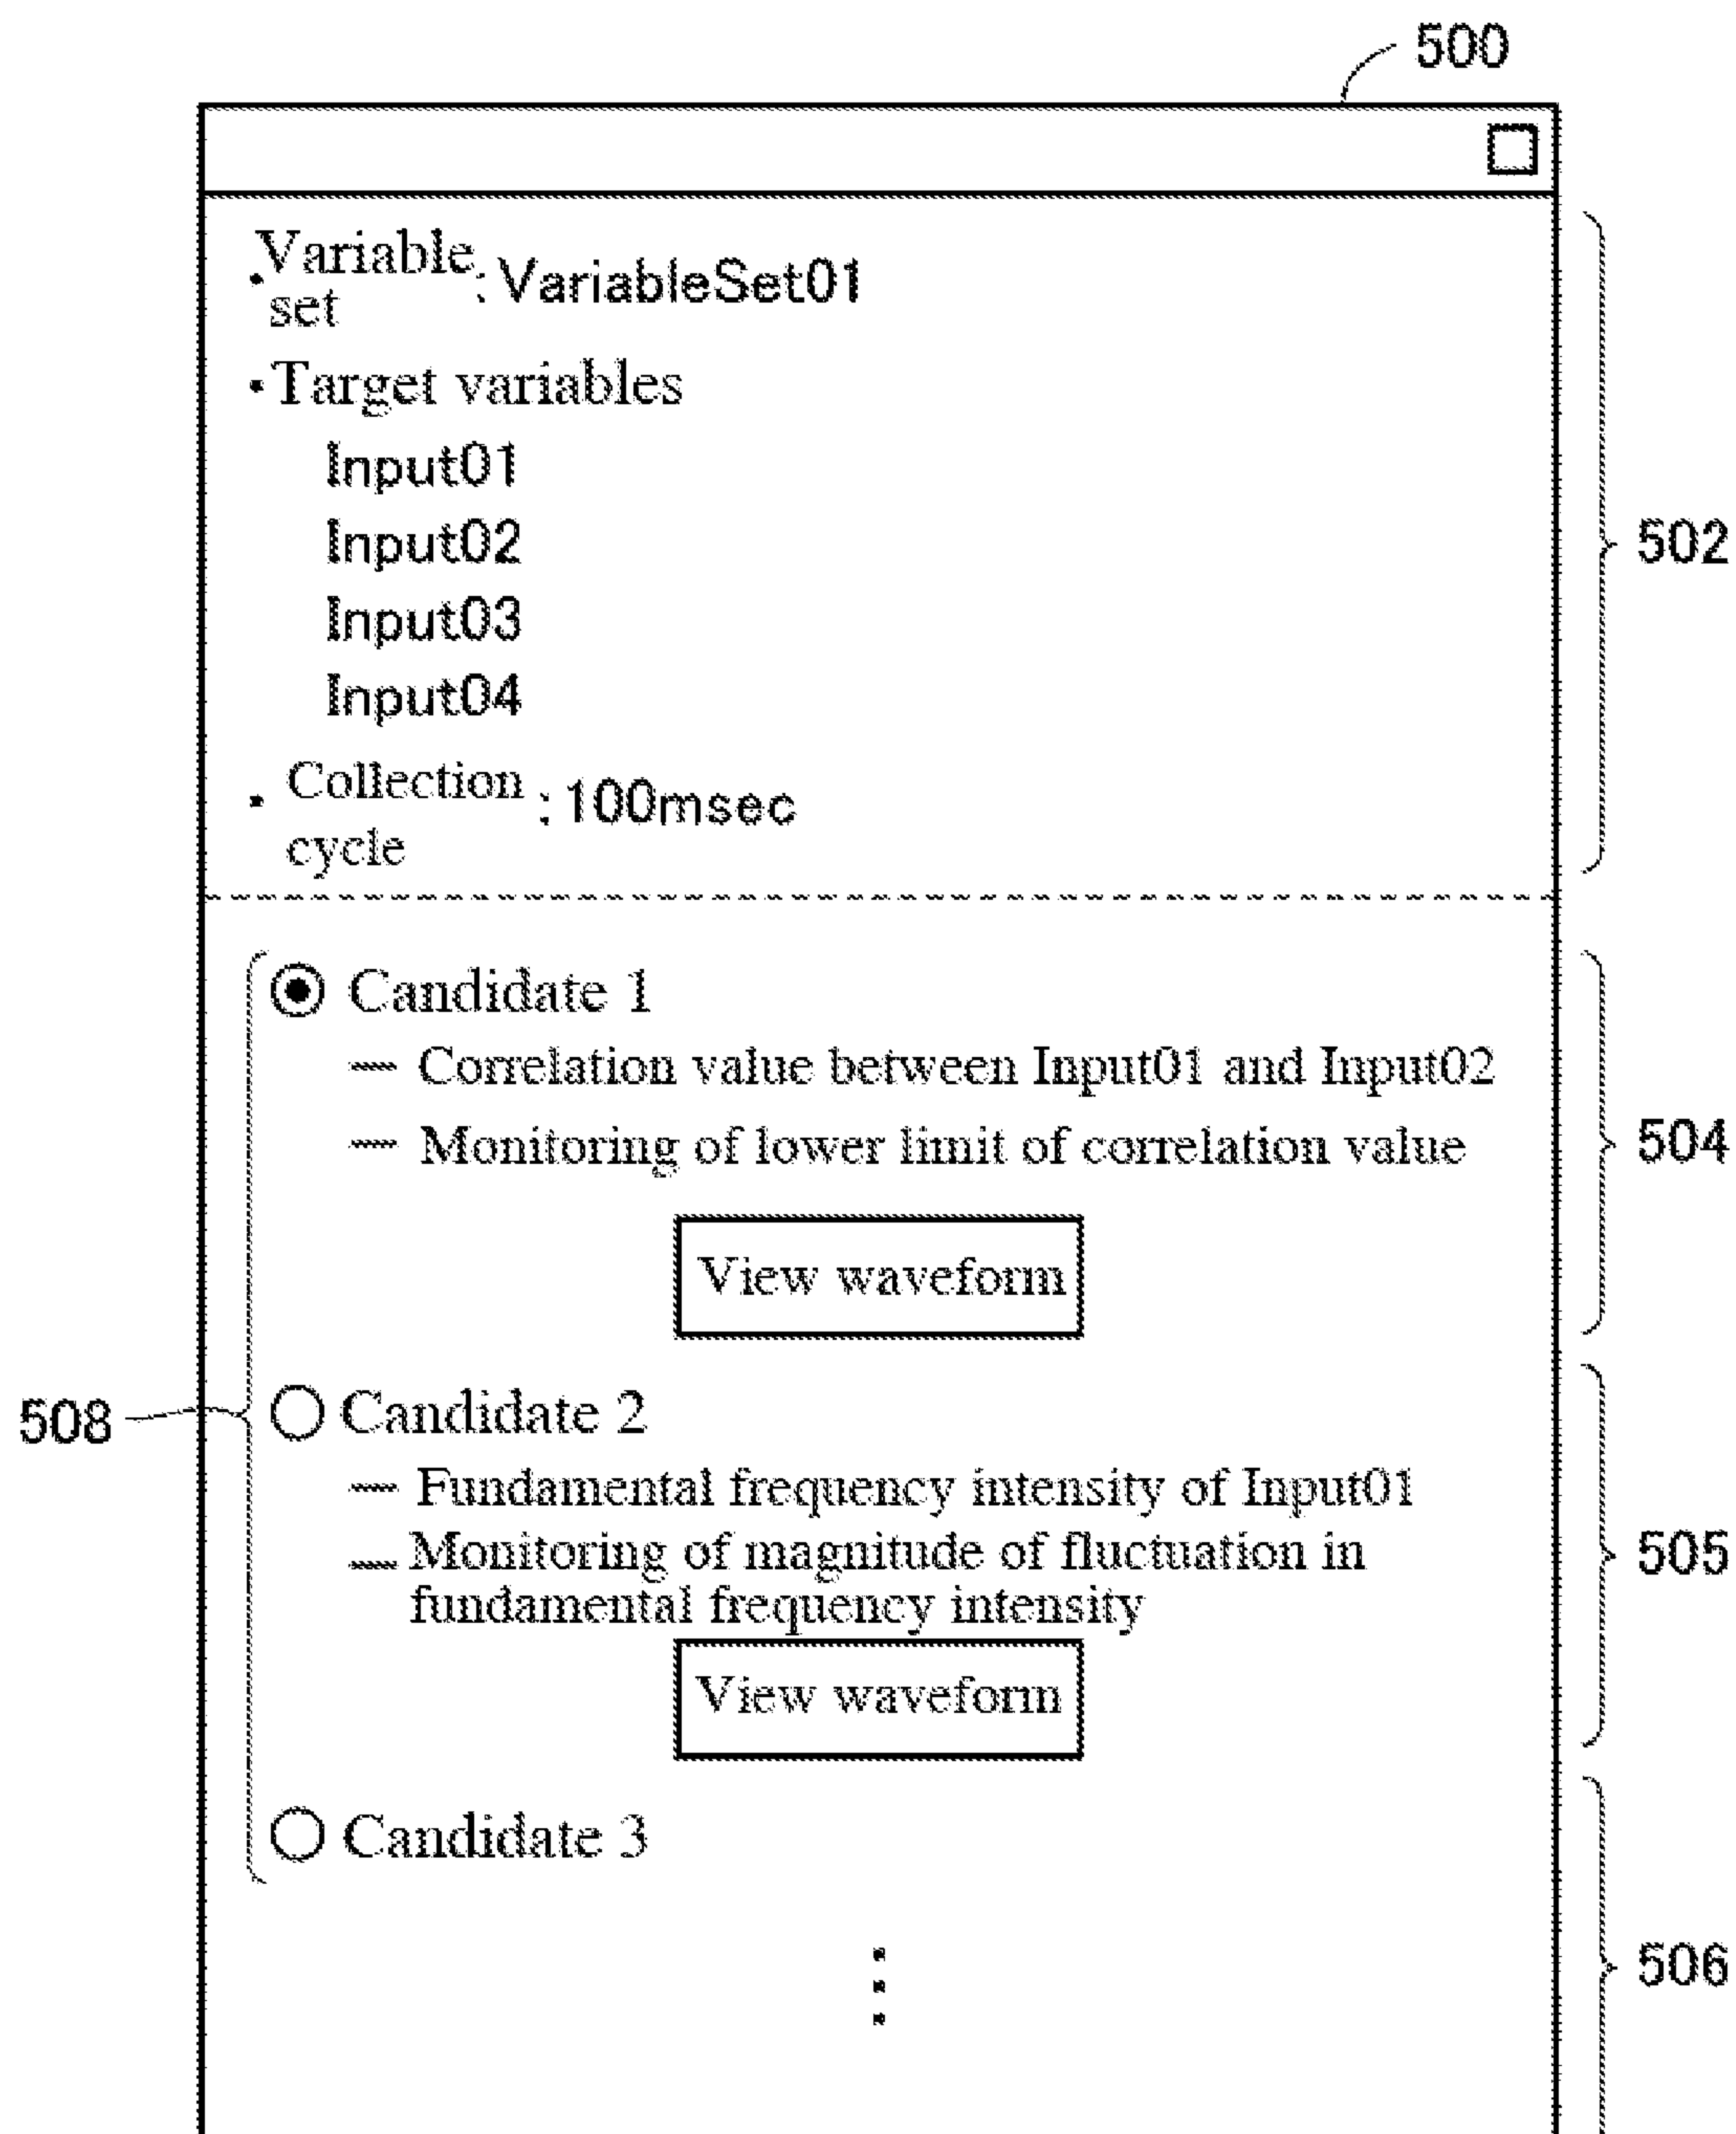 500
・Variable set : VariableSet01
・Target variables
Input01
Input02
502
Input03
Input04
・Collection cycle : 100msec
Candidate 1
— Correlation value between Input01 and Input02
— Monitoring of lower limit of correlation value
504
View waveform
508
Candidate 2
— Fundamental frequency intensity of Input01
— Monitoring of magnitude of fluctuation in
fundamental frequency intensity
505
View waveform
Candidate 3
506